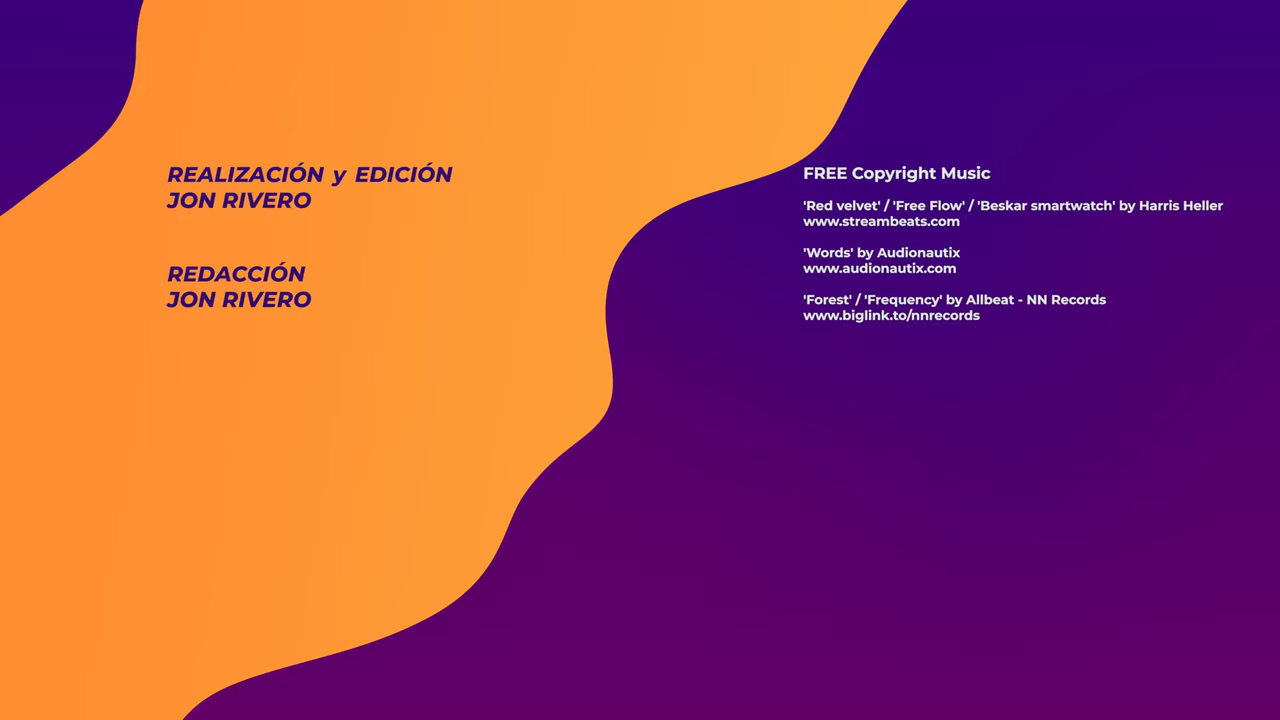 REALIZACIÓN y EDICIÓN
JON RIVERO
REDACCIÓN
JON RIVERO
FREE Copyright Music
'Red velvet' / 'Free Flow' / 'Beskar smartwatch' by Harris Heller
www.streambeats.com
'Words' by Audionautix
www.audionautix.com
'Forest' / 'Frequency' by Allbeat - NN Records
www.biglink.to/nnrecords